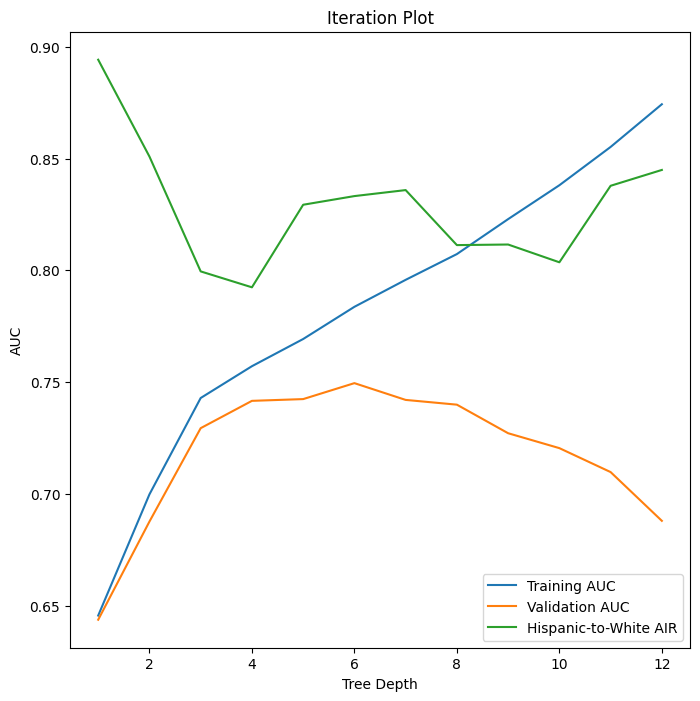 Iteration Plot
0.90
0.85
0.80
0.75
0.70
0.65
AUC
2 4 6 8 10 12
Tree Depth
Training AUC
Validation AUC
Hispanic-to-White AIR